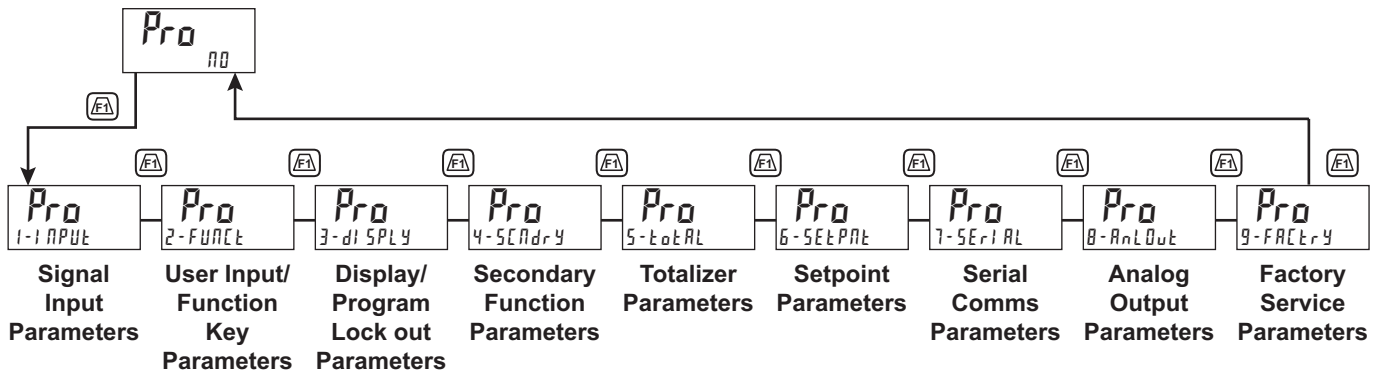 Pro
NO
F1
F1 F1 F1 F1 F1 F1 F1 F1 F1
Pro Pro Pro Pro Pro Pro Pro Pro Pro
1-INPUt 2-FUNCt 3-dISPLY 4-SCNdrY 5-totAL 6-SEtPNt 7-SErIAL 8-AnLOut 9-FACtrY
Signal Input Parameters
User Input/ Function Key Parameters
Display/ Program Lock out Parameters
Secondary Function Parameters
Totalizer Parameters
Setpoint Parameters
Serial Comms Parameters
Analog Output Parameters
Factory Service Parameters